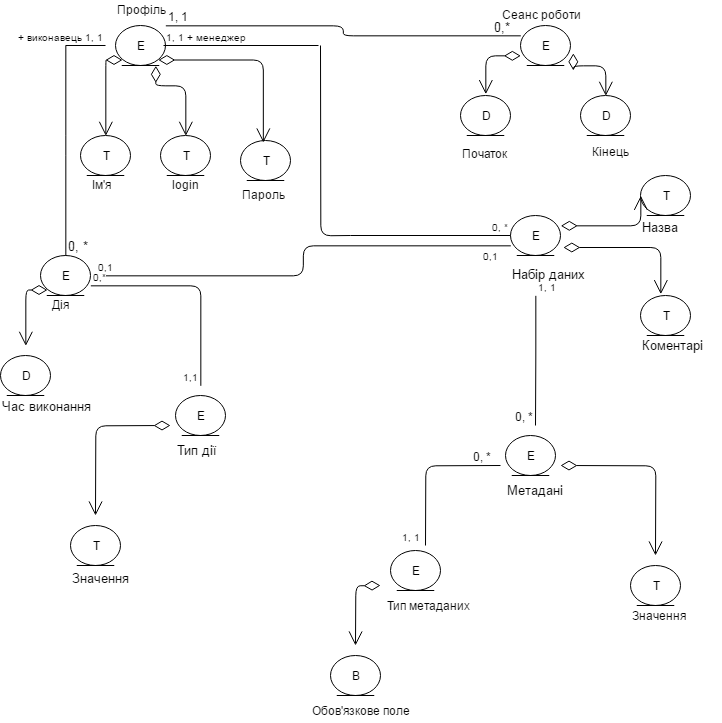 Профіль
1, 1
Сеанс роботи
0,*
+ виконавець 1, 1
E
1, 1 + менеджер
E
D
D
Початок
Кінець
T
T
T
Ім'я
login
Пароль
T
Назва
0, *
0, *
E
0,1
Набір даних
1, 1
E
0,1
0,*
Дія
T
Коментарі
D
Час виконання
1,1
E
Тип дії
0, *
0, *
E
Метадані
T
Значення
1, 1
E
Тип метаданих
T
Значення
B
Обов'язкове поле